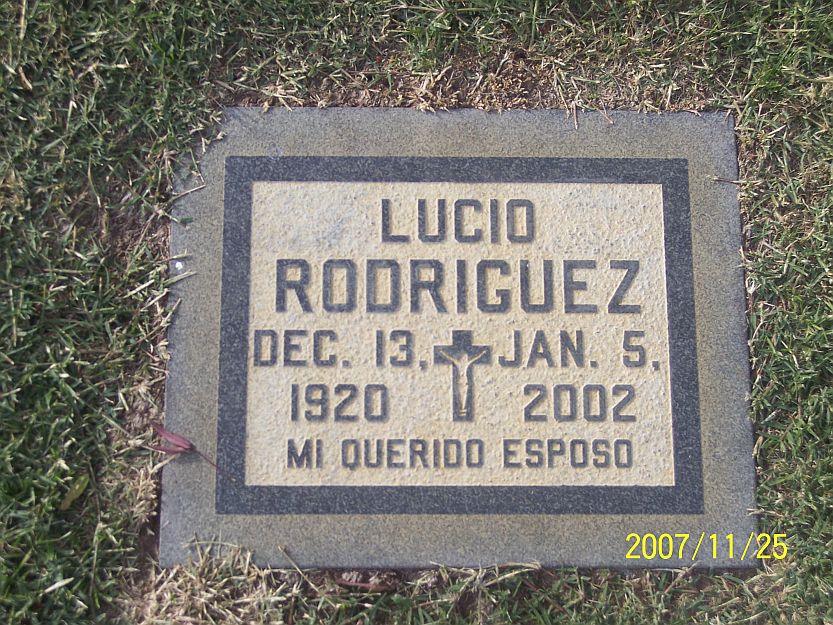 LUCIO
RODRIGUEZ
DEC. 13, JAN. 5,
1920 2002
MI QUERIDO ESPOSO
2007/11/25